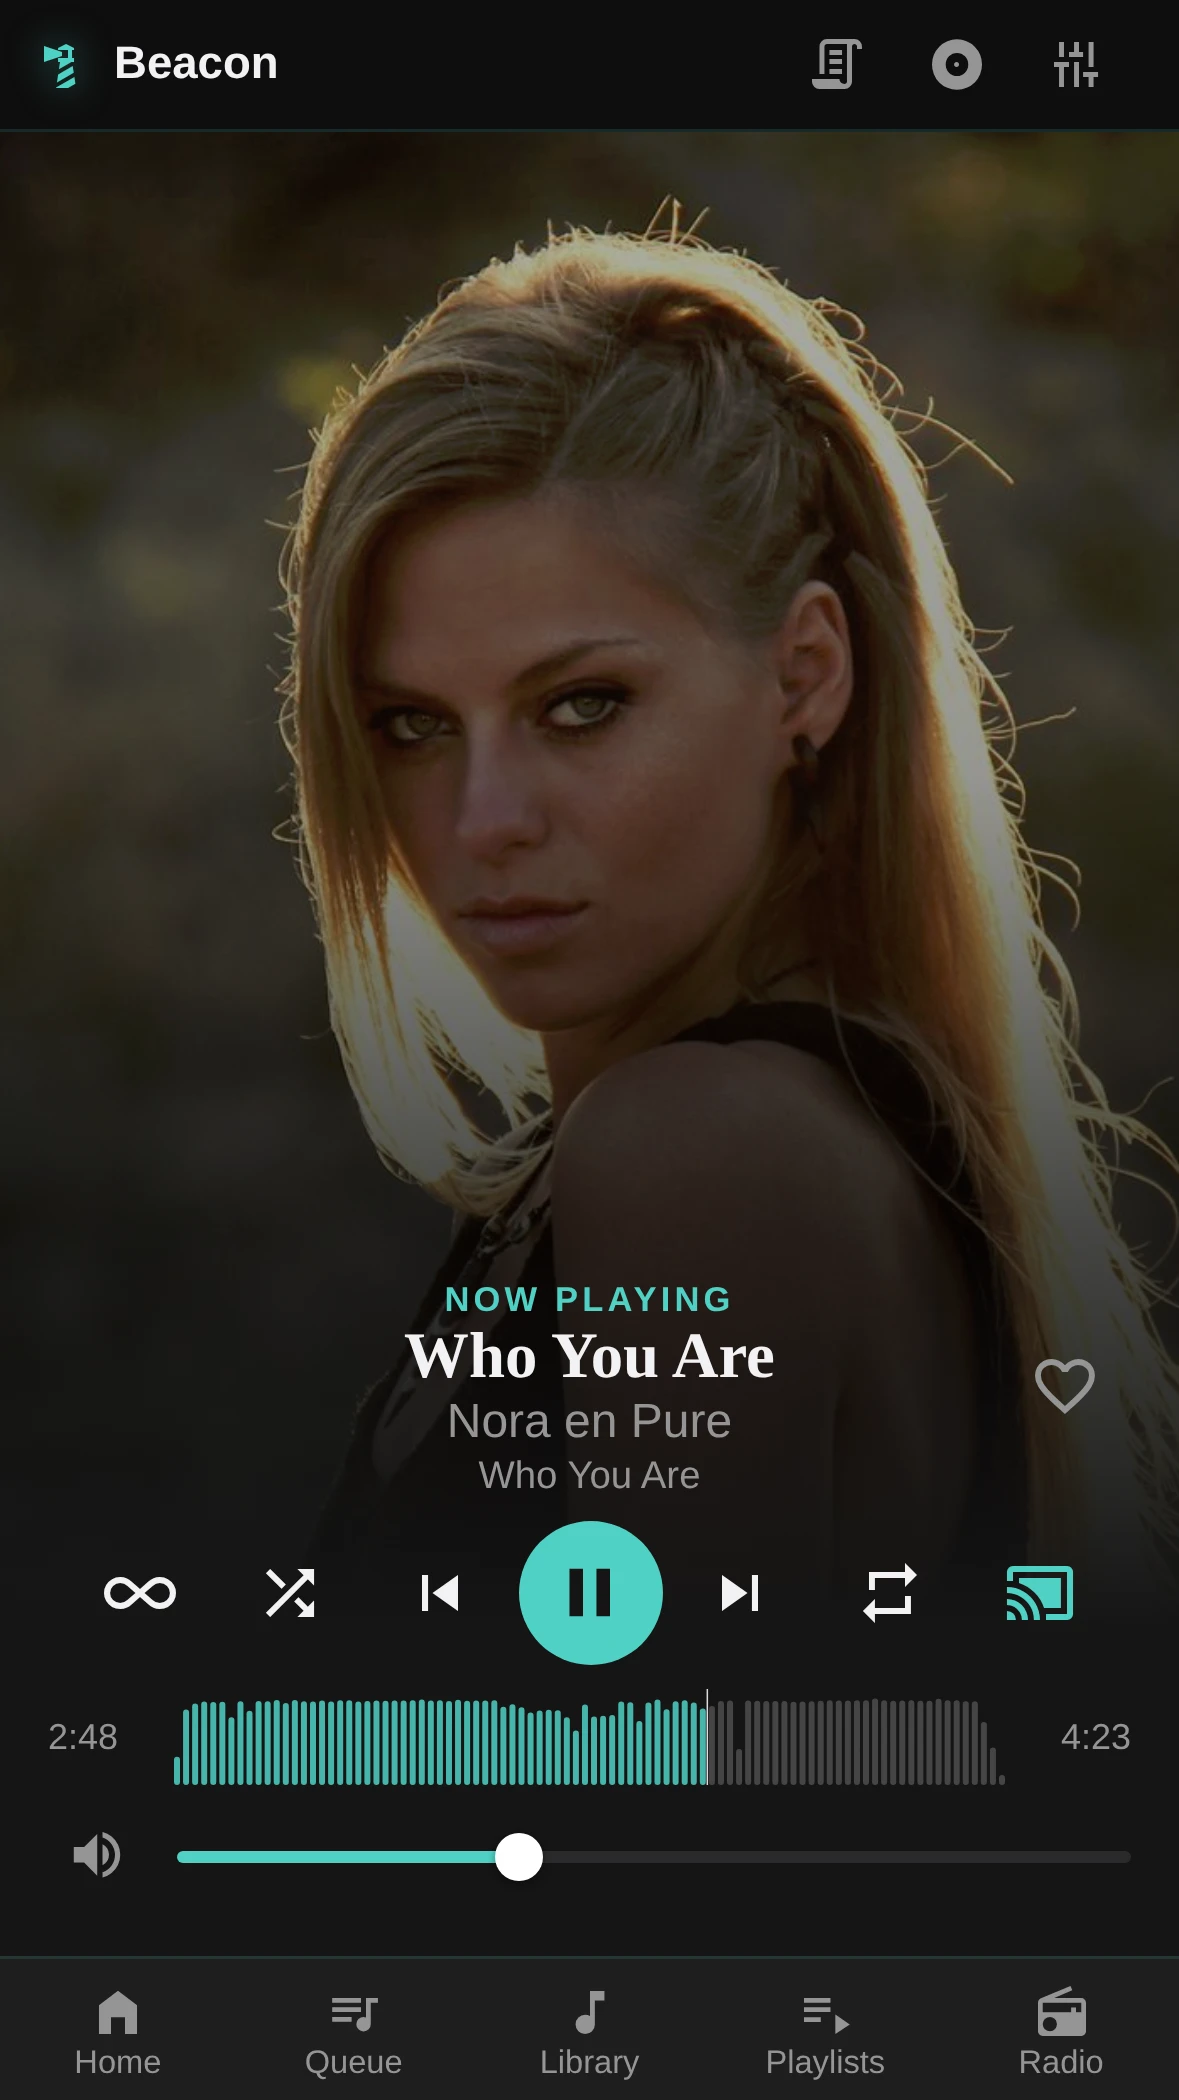 Beacon
NOW PLAYING
Who You Are
Nora en Pure
Who You Are
2:48
4:23
Home
Queue
Library
Playlists
Radio